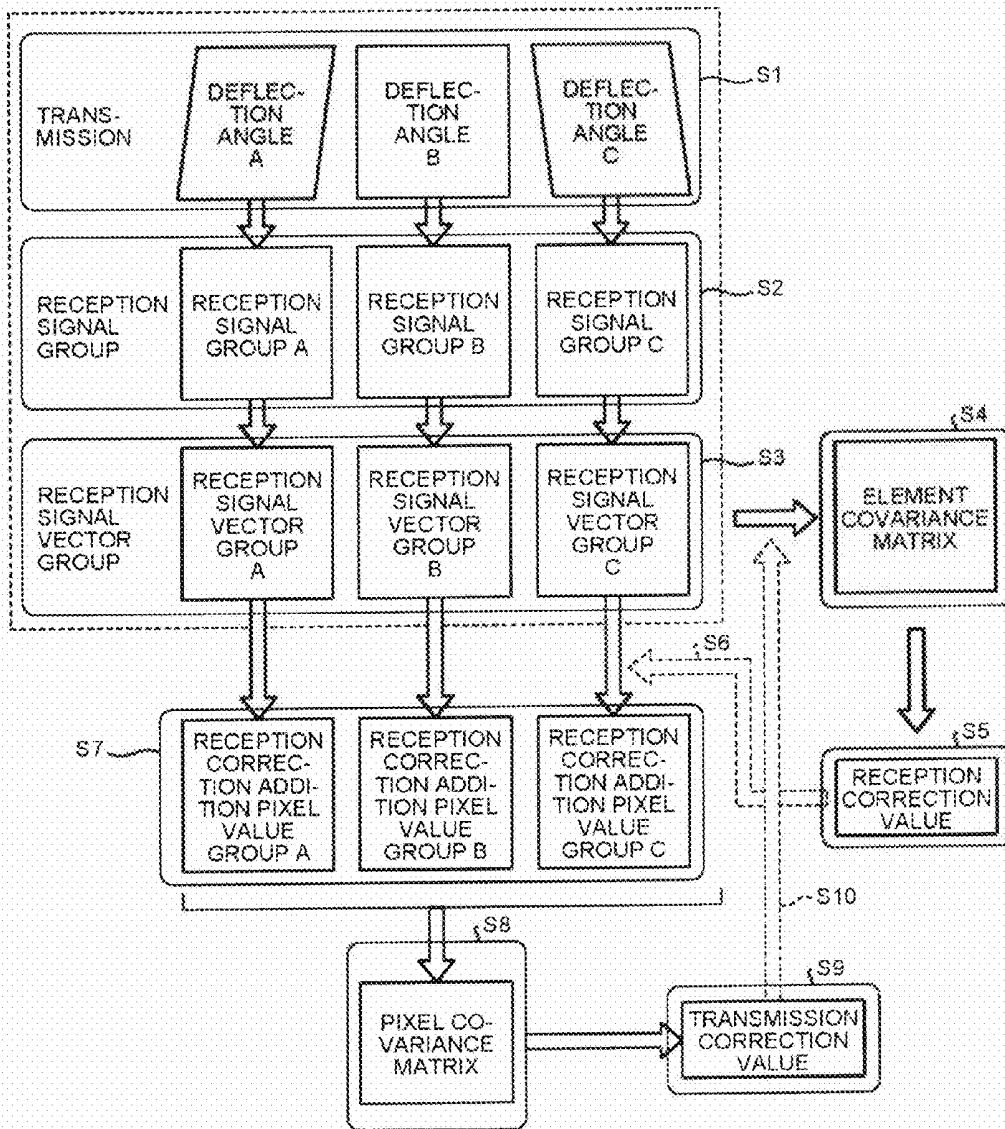 TRANS-
MISSION
DEFLEC-
TION
ANGLE
A
DEFLEC-
TION
ANGLE
B
DEFLEC-
TION
ANGLE
C
S1
RECEPTION
SIGNAL
GROUP
RECEPTION
SIGNAL
GROUP A
RECEPTION
SIGNAL
GROUP B
RECEPTION
SIGNAL
GROUP C
S2
RECEPTION
SIGNAL
VECTOR
GROUP
RECEPTION
SIGNAL
VECTOR
GROUP
A
RECEPTION
SIGNAL
VECTOR
GROUP
B
RECEPTION
SIGNAL
VECTOR
GROUP
C
S3
S4
ELEMENT
COVARIANCE
MATRIX
S6
S5
RECEPTION
CORRECTION
VALUE
S7
RECEPTION
CORREC-
TION ADDI-
TION PIXEL
VALUE
GROUP A
RECEPTION
CORREC-
TION ADDI-
TION PIXEL
VALUE
GROUP B
RECEPTION
CORREC-
TION ADDI-
TION PIXEL
VALUE
GROUP C
S10
S8
PIXEL CO-
VARIANCE
MATRIX
S9
TRANSMISSION
CORRECTION
VALUE